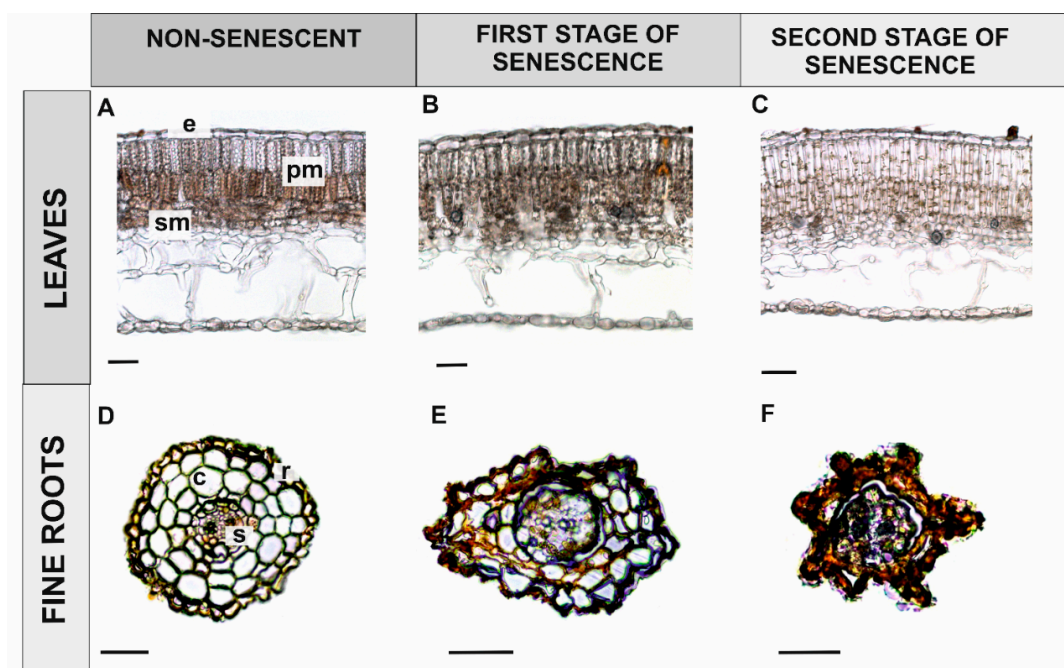 NON-SENESCENT
FIRST STAGE OF
SENESCENCE
SECOND STAGE OF
SENESCENCE
LEAVES
A
e
pm
sm
B
C
FINE ROOTS
D
c
r
s
E
F